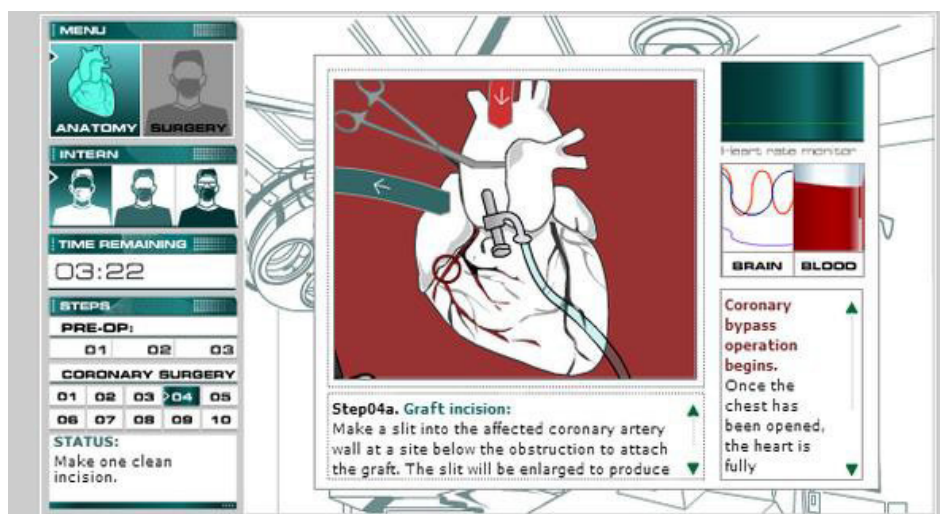 MENU
ANATOMY
SURGERY
INTERN
TIME REMAINING
03:22
STEPS
PRE-OP:
01 02 03
CORONARY SURGERY
01 02 03 04 05
06 07 08 09 10
STATUS:
Make one clean
incision.
Step04a. Graft incision:
Make a slit into the affected coronary artery
wall at a site below the obstruction to attach
the graft. The slit will be enlarged to produce
Heart rate monitor
BRAIN BLOOD
Coronary
bypass
operation
begins.
Once the
chest has
been opened,
the heart is
fully